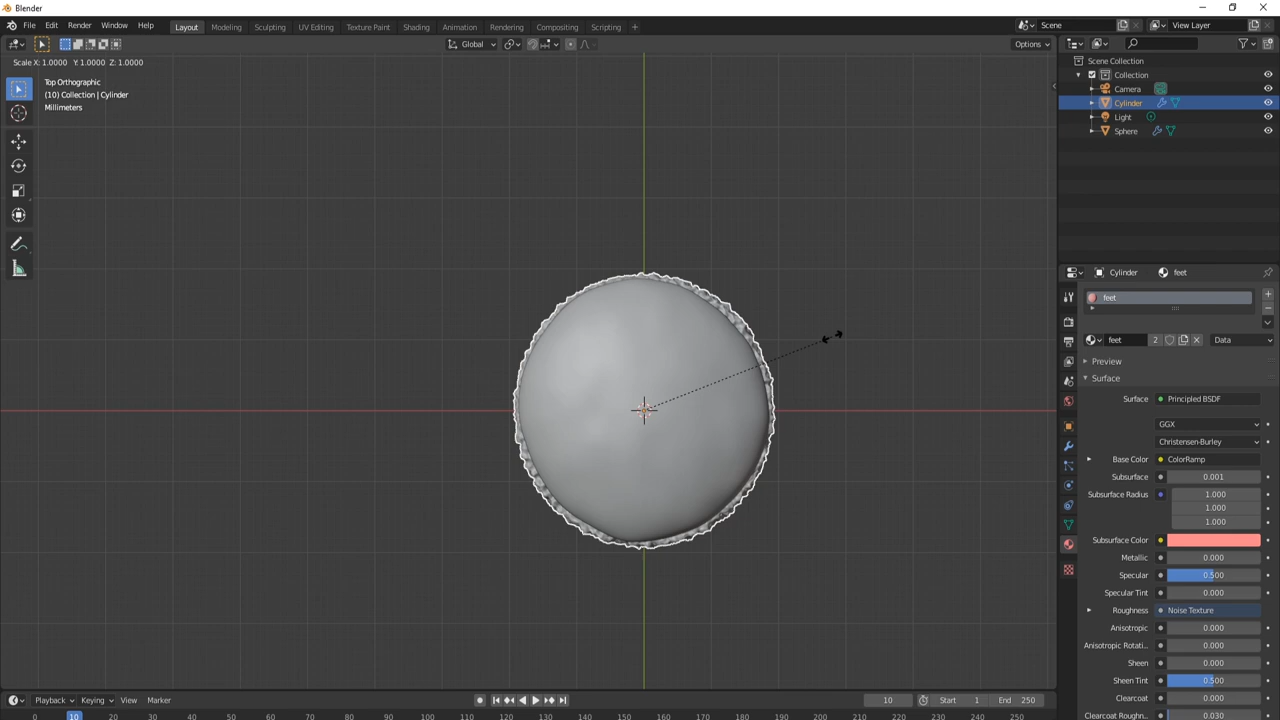 Blender
File Edit Render Window Help Layout Modeling Sculpting UV Editing Texture Paint Shading Animation Rendering Compositing Scripting + Scene View Layer
Global Options
Scale X: 1.0000 Y: 1.0000 Z: 1.0000
Top Orthographic
(10) Collection | Cylinder
Millimeters
Scene Collection
Collection
Camera
Cylinder
Light
Sphere
Cylinder feet
feet
feet 2 Data
Preview
Surface
Surface Principled BSDF
GGX
Christensen-Burley
Base Color ColorRamp
Subsurface 0.001
Subsurface Radius 1.000
1.000
1.000
Subsurface Color
Metallic 0.000
Specular 0.500
Specular Tint 0.000
Roughness Noise Texture
Anisotropic 0.000
Anisotropic Rotati... 0.000
Sheen 0.000
Sheen Tint 0.500
Clearcoat 0.000
Clearcoat Roughn... 0.030
Playback Keying View Marker 10 Start 1 End 250
0 10 20 30 40 50 60 70 80 90 100 110 120 130 140 150 160 170 180 190 200 210 220 230 240 250